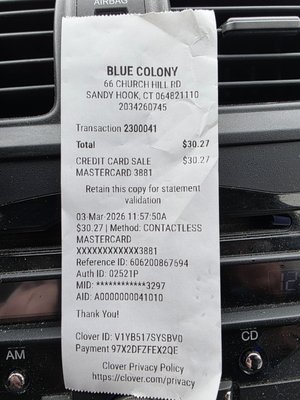 AIRBAG
BLUE COLONY
66 CHURCH HILL RD
SANDY HOOK, CT 064821110
2034260745
Transaction 2300041
Total $30.27
CREDIT CARD SALE $30.27
MASTERCARD 3881
Retain this copy for statement
validation
03-Mar 2026 11:57:50A
$30.27 | Method: CONTACTLESS
MASTERCARD
XXXXXXXXXXXX3881
Reference ID: 606200867694
Auth ID: 02521P
MID: ************3297
AID: A0000000041010
Thank You!
Clover ID: V1YB517SYSBV0
Payment 97X2DFZFEX2QE
Clover Privacy Policy
https://clover.com/privacy
AM
CD